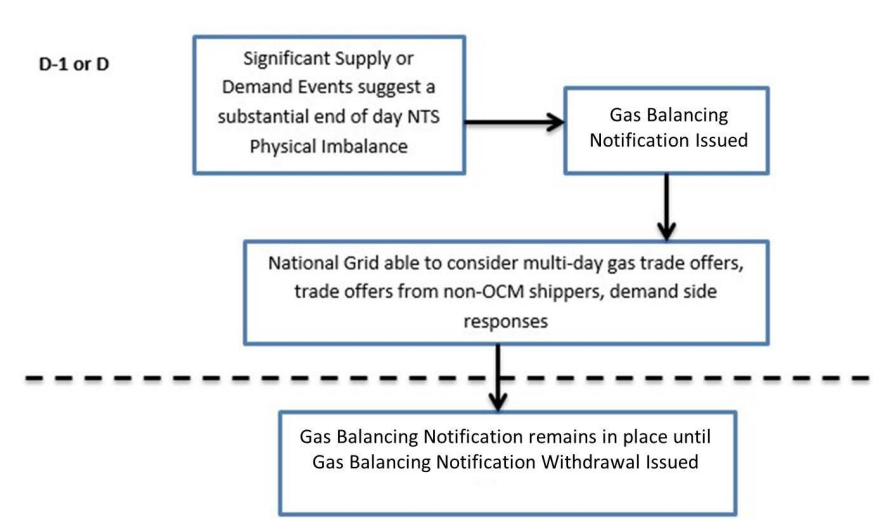 D-1 or D
Significant Supply or
Demand Events suggest a
substantial end of day NTS
Physical Imbalance
Gas Balancing
Notification Issued
National Grid able to consider multi-day gas trade offers,
trade offers from non-OCM shippers, demand side
responses
Gas Balancing Notification remains in place until
Gas Balancing Notification Withdrawal Issued